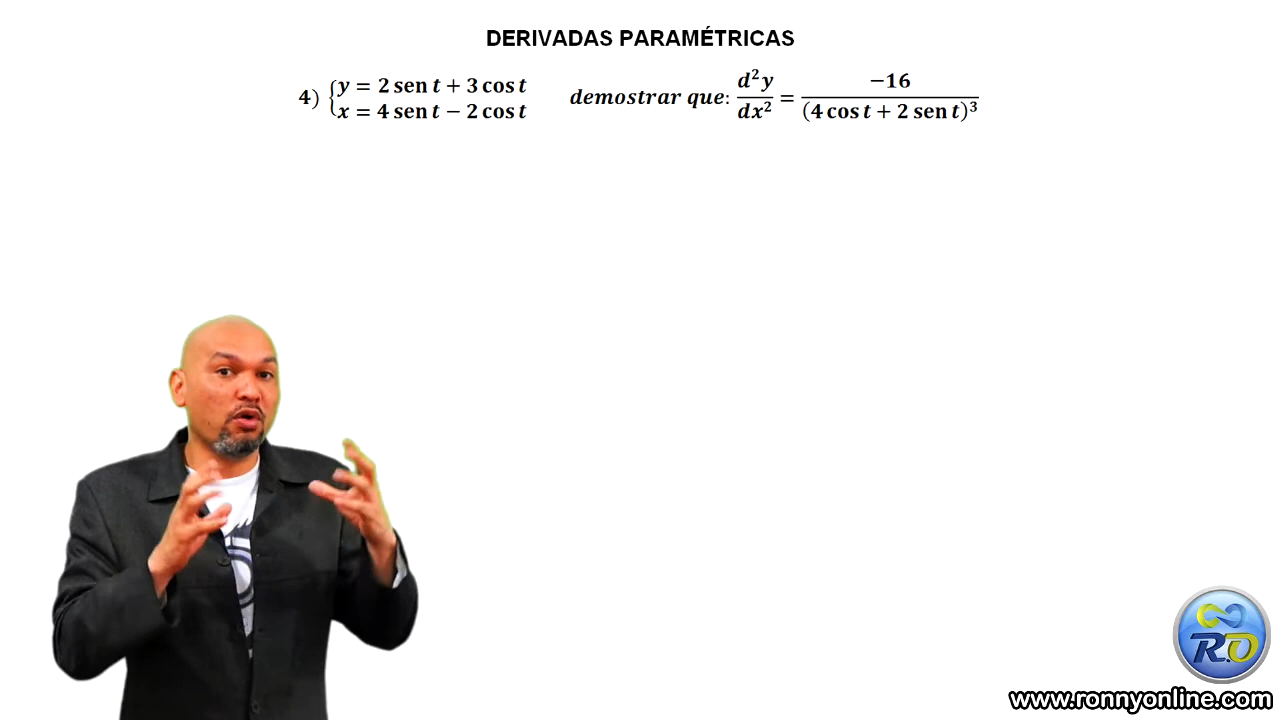 DERIVADAS PARAMÉTRICAS
4) {y = 2 sen t + 3 cos t
x = 4 sen t − 2 cos t
demostrar que: d²y/dx² = −16/(4 cos t + 2 sen t)³
R.O
www.ronnyonline.com